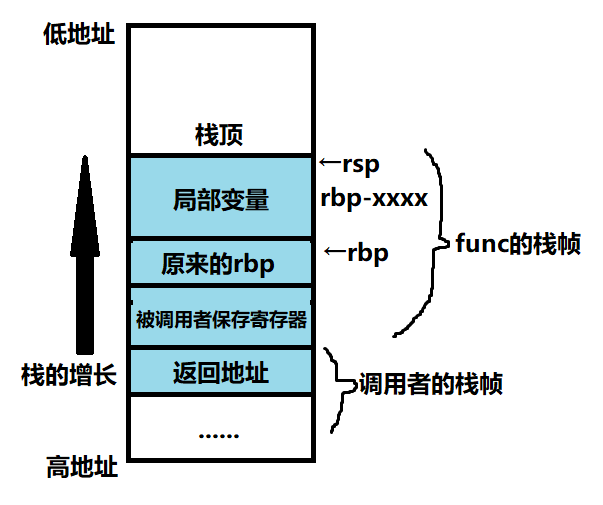 低地址
栈顶
←rsp
局部变量
rbp-xxxx
func的栈帧
原来的rbp
←rbp
被调用者保存寄存器
栈的增长
返回地址
调用者的栈帧
......
高地址